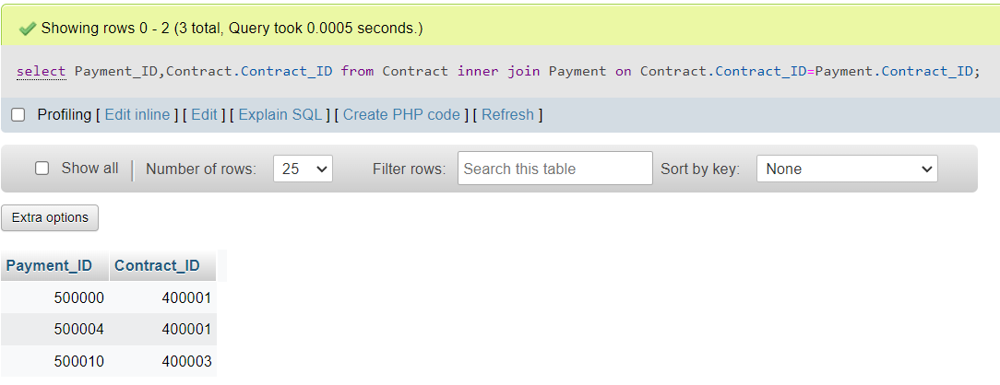 Showing rows 0 - 2 (3 total, Query took 0.0005 seconds.)
select Payment_ID,Contract.Contract_ID from Contract inner join Payment on Contract.Contract_ID=Payment.Contract_ID;
Profiling [ Edit inline ] [ Edit ] [ Explain SQL ] [ Create PHP code ] [ Refresh ]
Show all | Number of rows: 25 Filter rows: Search this table Sort by key: None
Extra options
Payment_ID Contract_ID
500000 400001
500004 400001
500010 400003